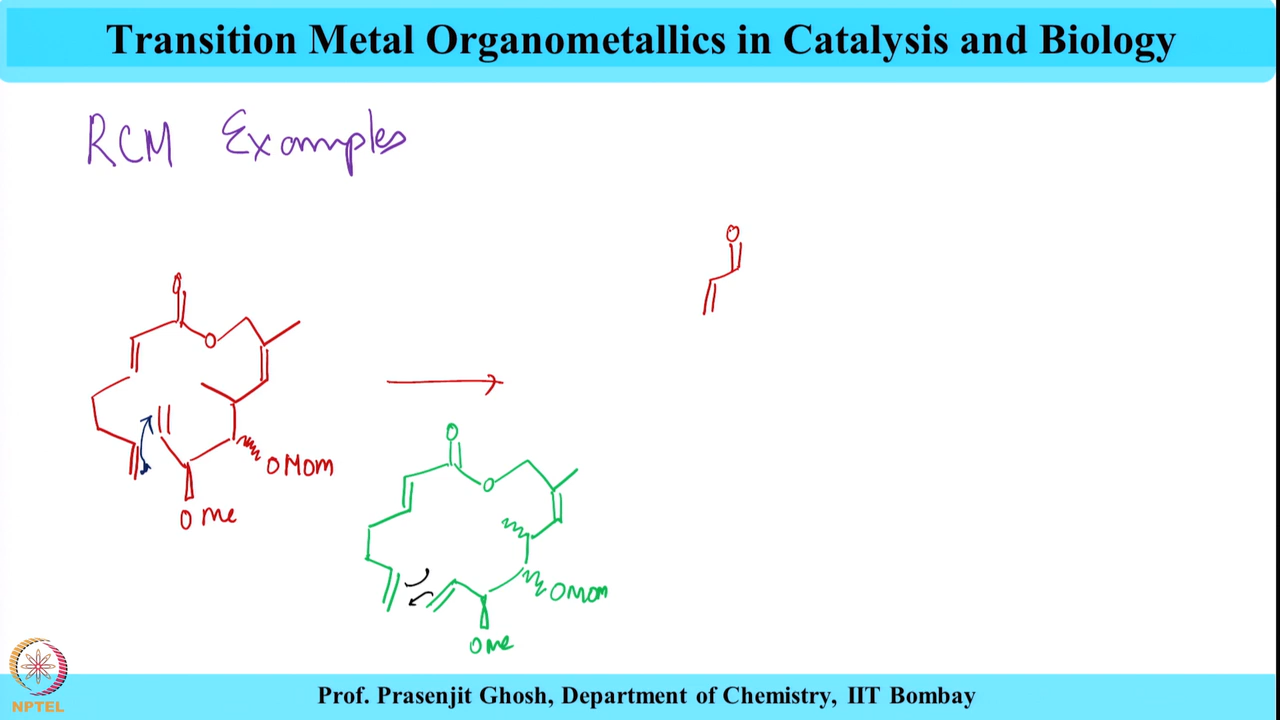 Transition Metal Organometallics in Catalysis and Biology
RCM Examples
O
O
O
OMOM
OMe
O
O
OMOM
OMe
Prof. Prasenjit Ghosh, Department of Chemistry, IIT Bombay
NPTEL